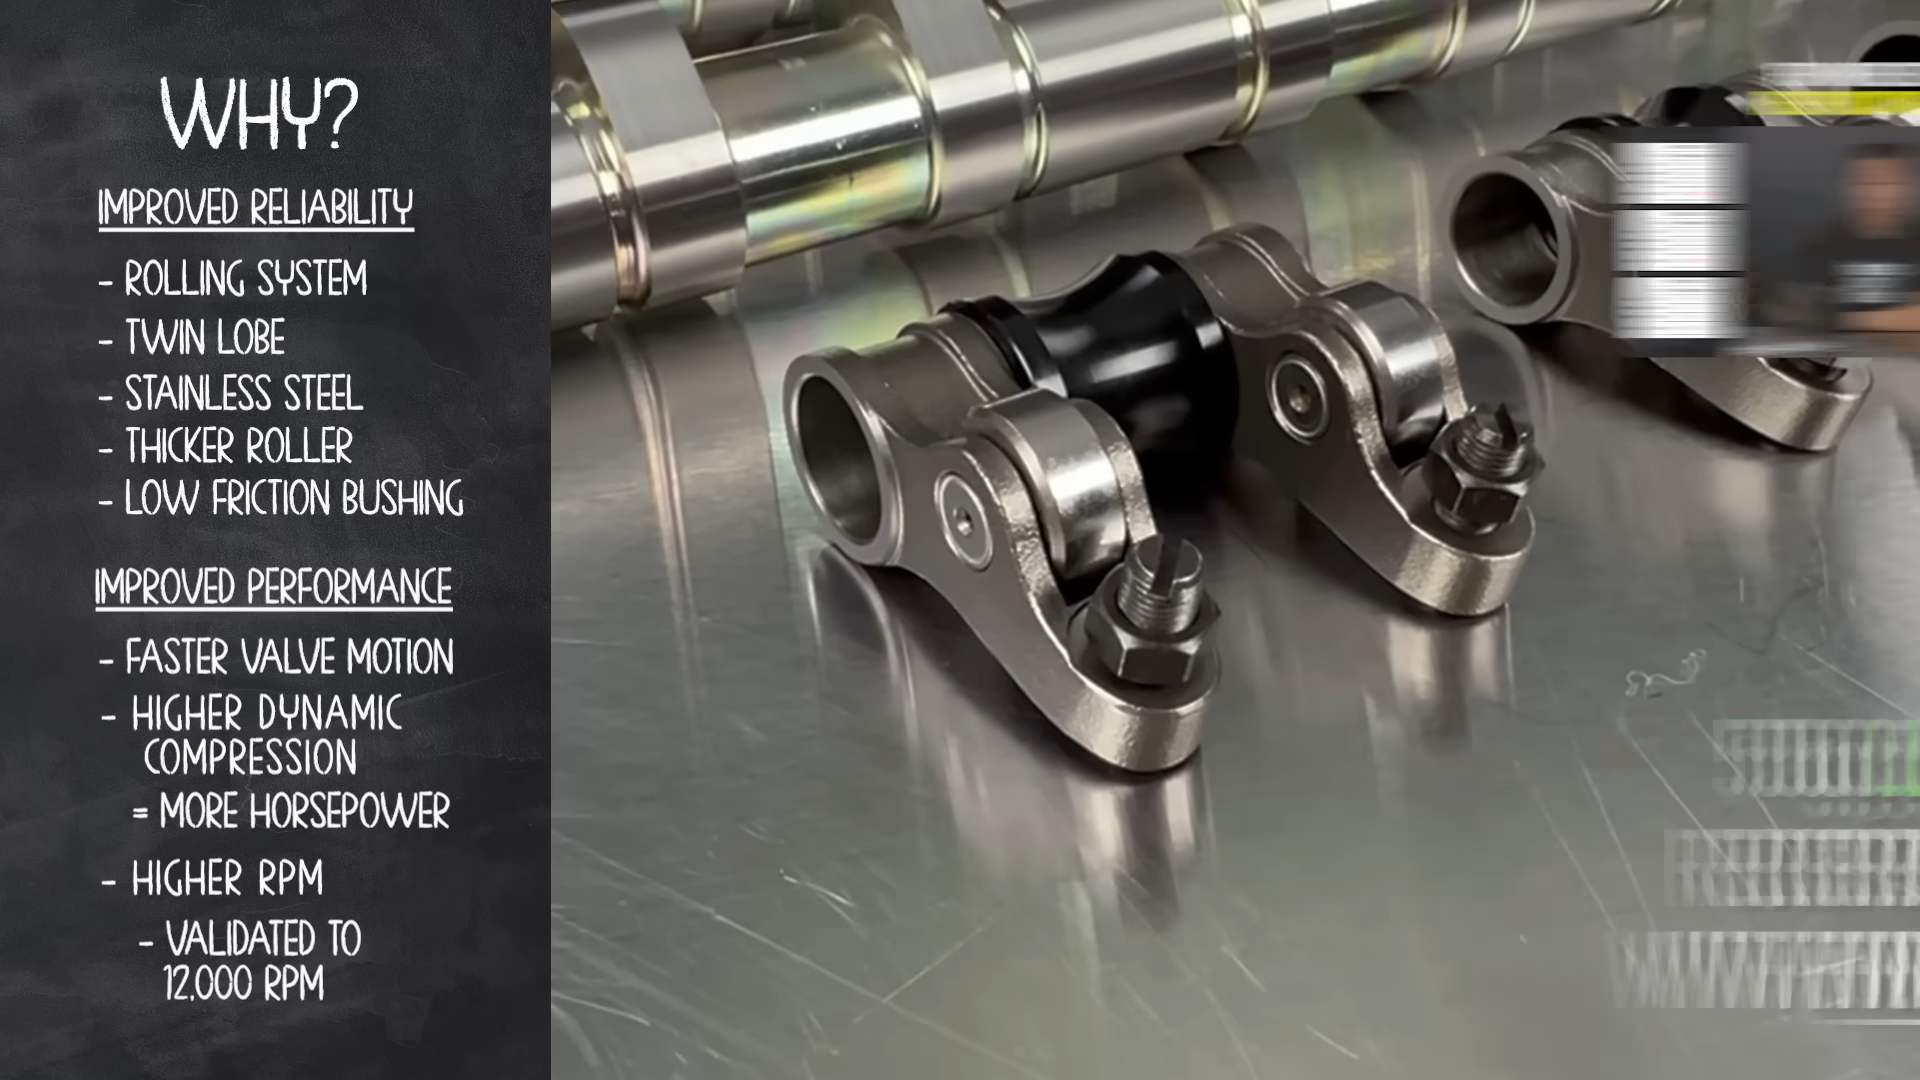 WHY?
IMPROVED RELIABILITY
- ROLLING SYSTEM
- TWIN LOBE
- STAINLESS STEEL
- THICKER ROLLER
- LOW FRICTION BUSHING
IMPROVED PERFORMANCE
- FASTER VALVE MOTION
- HIGHER DYNAMIC
COMPRESSION
= MORE HORSEPOWER
- HIGHER RPM
- VALIDATED TO
12,000 RPM